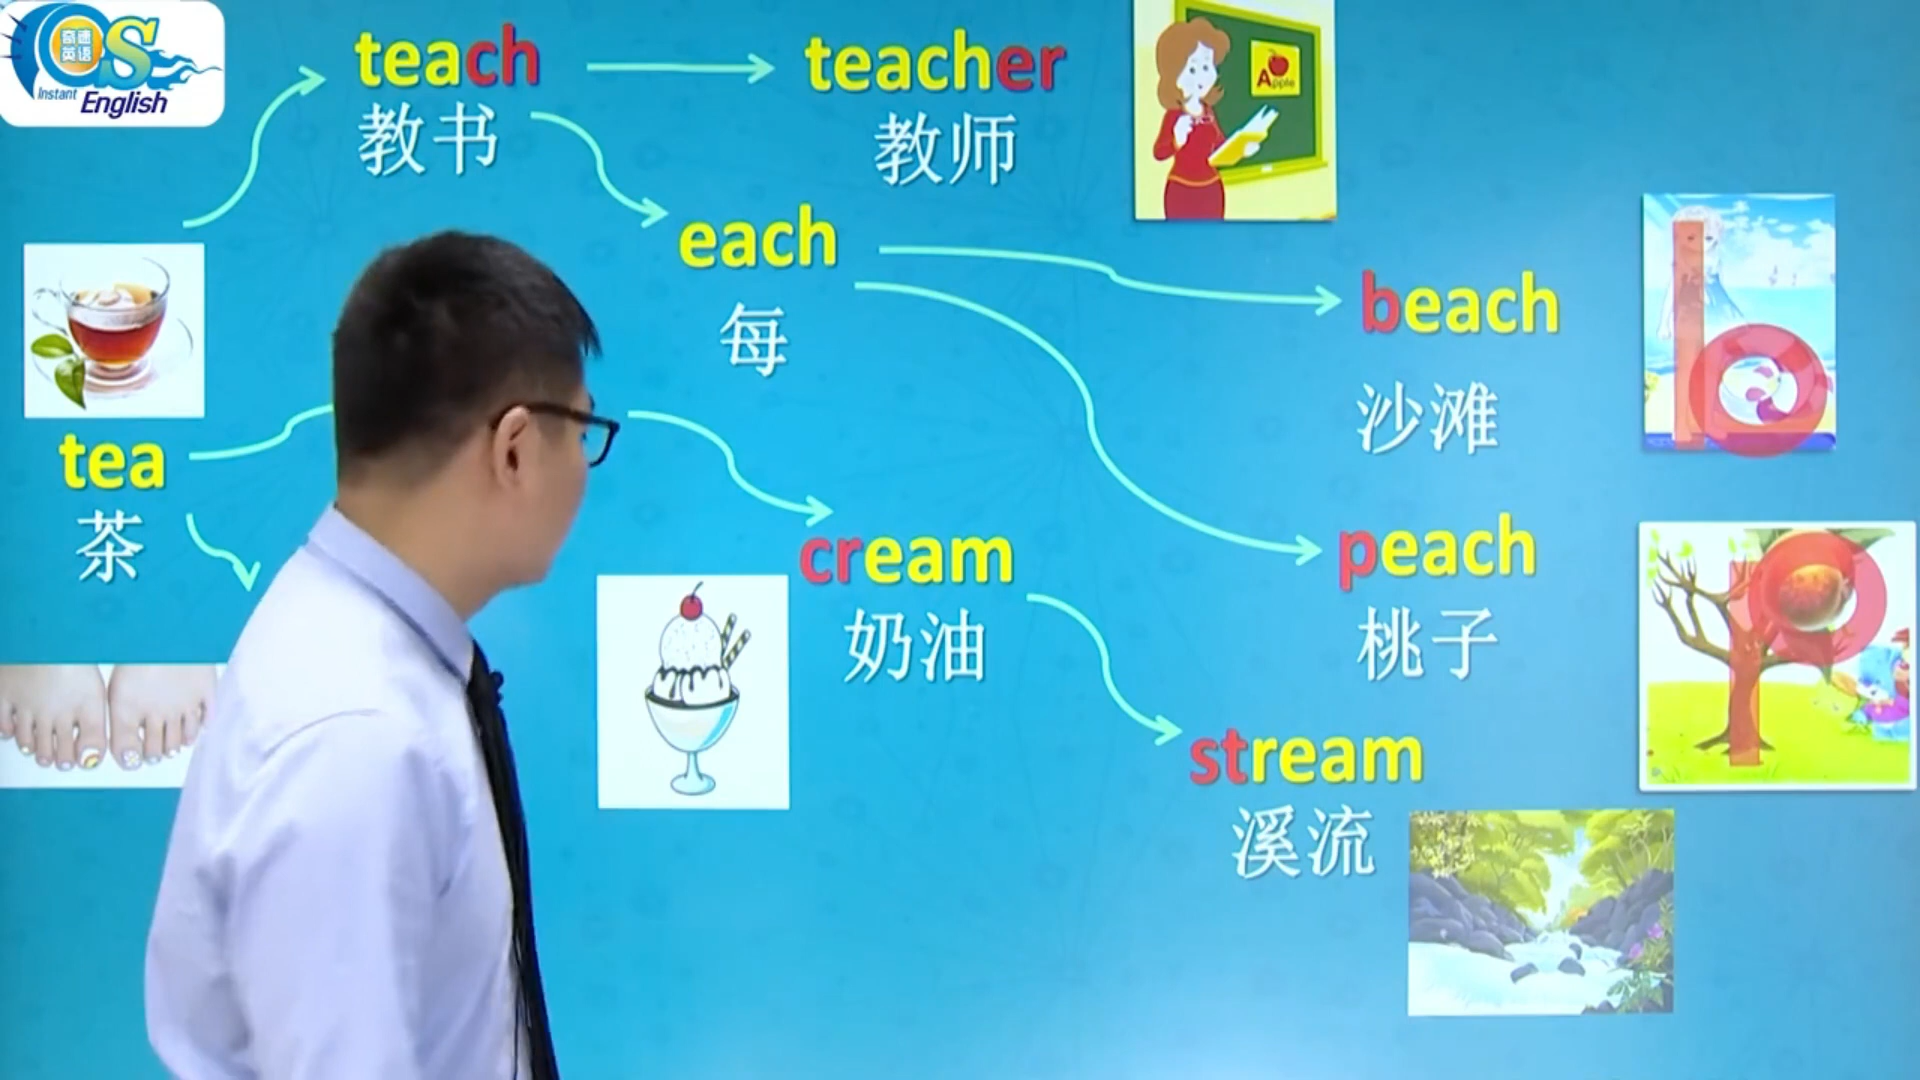 奇速
英语
OS
Instant
English
teach
教书
teacher
教师
Apple
each
每
beach
沙滩
tea
茶
cream
奶油
peach
桃子
stream
溪流